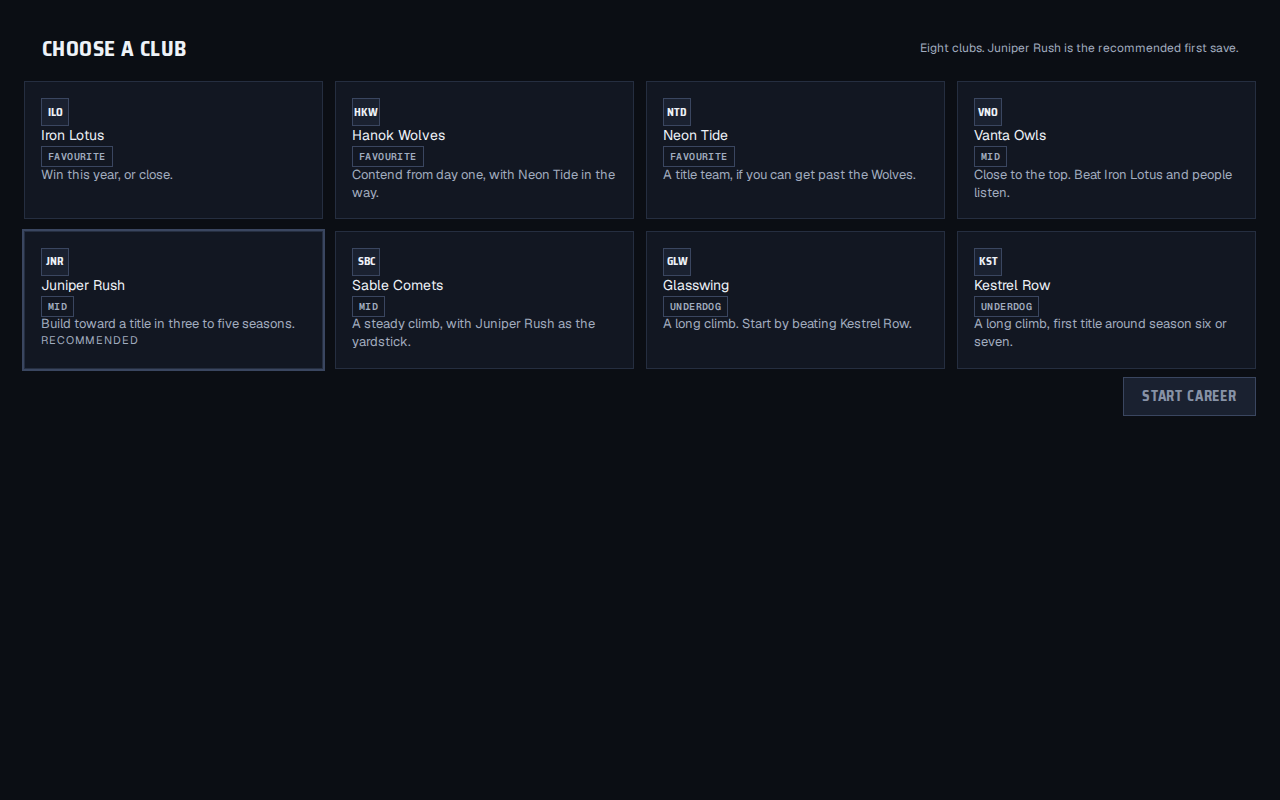 CHOOSE A CLUB
Eight clubs. Juniper Rush is the recommended first save.
ILO
Iron Lotus
FAVOURITE
Win this year, or close.
HKW
Hanok Wolves
FAVOURITE
Contend from day one, with Neon Tide in the
way.
NTD
Neon Tide
FAVOURITE
A title team, if you can get past the Wolves.
VNO
Vanta Owls
MID
Close to the top. Beat Iron Lotus and people
listen.
JNR
Juniper Rush
MID
Build toward a title in three to five seasons.
RECOMMENDED
SBC
Sable Comets
MID
A steady climb, with Juniper Rush as the
yardstick.
GLW
Glasswing
UNDERDOG
A long climb. Start by beating Kestrel Row.
KST
Kestrel Row
UNDERDOG
A long climb, first title around season six or
seven.
START CAREER